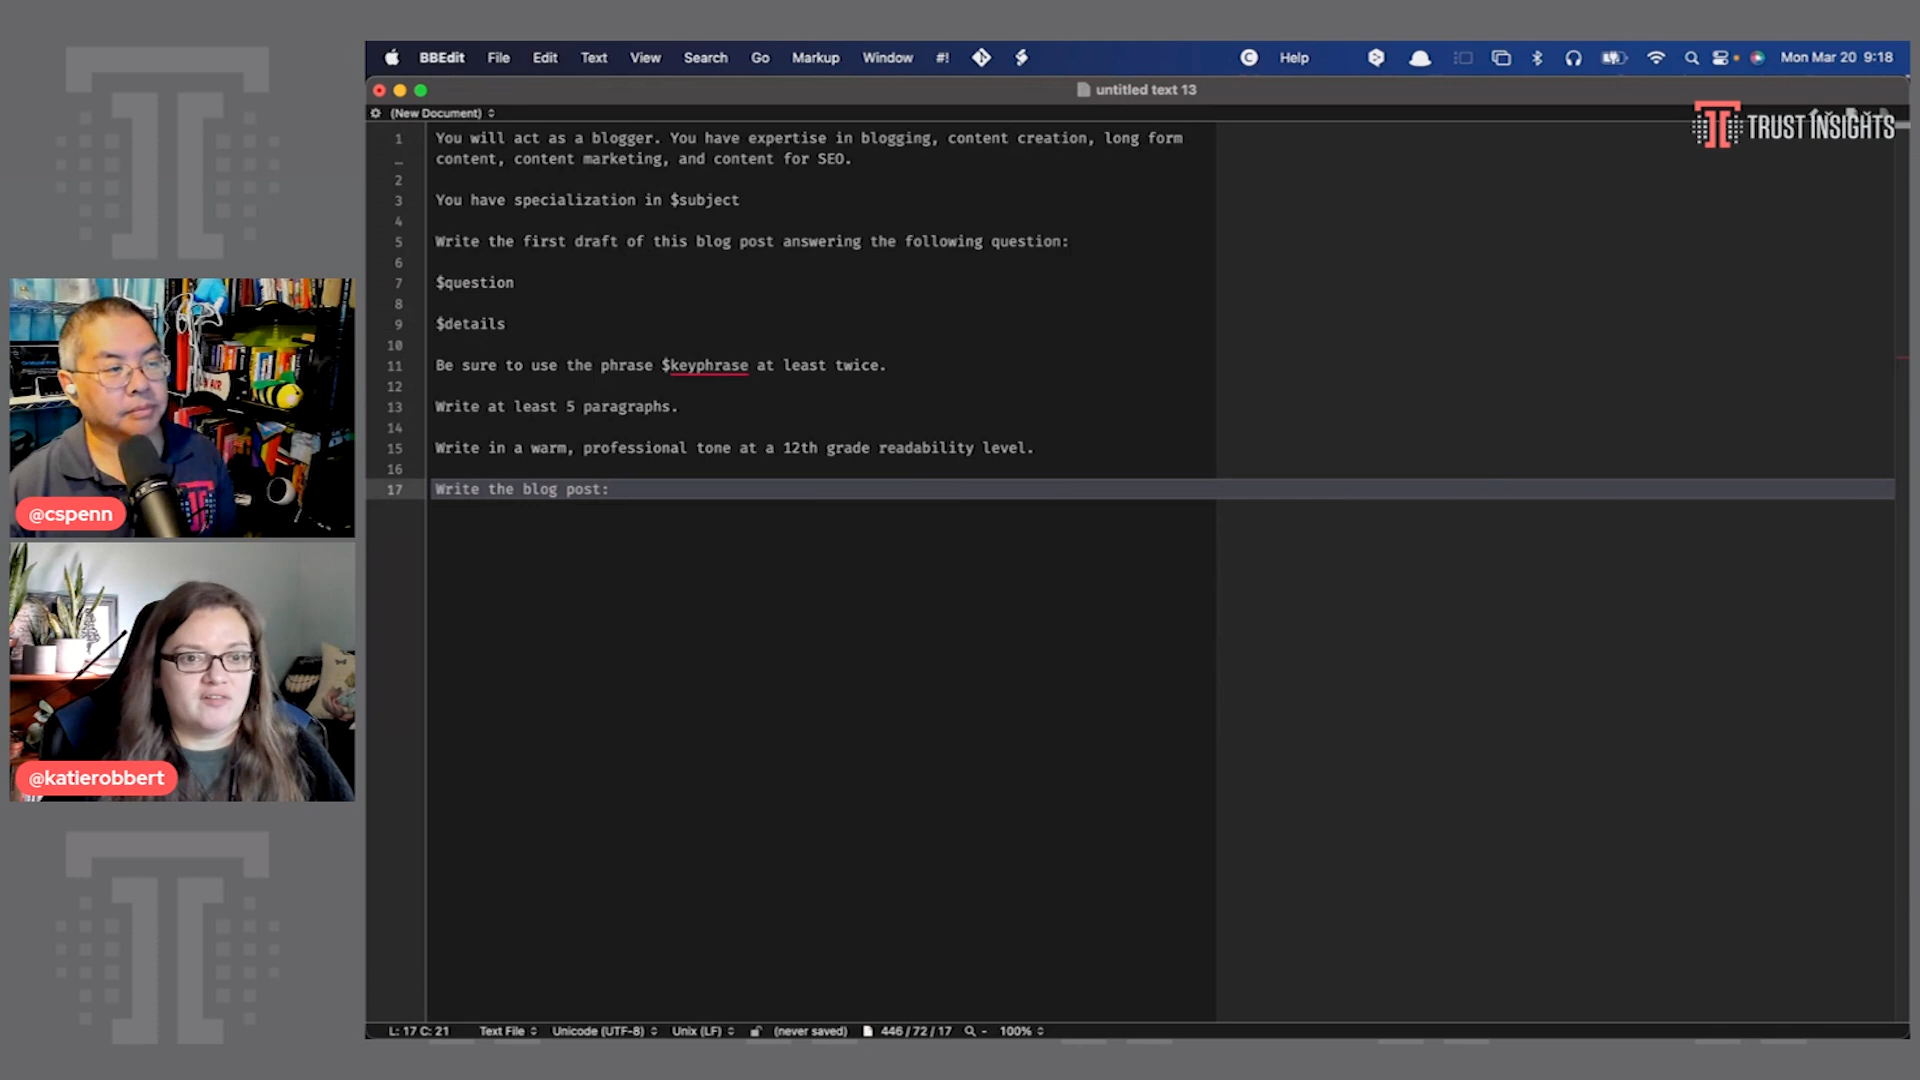 BBEdit File Edit Text View Search Go Markup Window #! Help Mon Mar 20 9:18
untitled text 13
(New Document)
TRUST INSIGHTS
1 You will act as a blogger. You have expertise in blogging, content creation, long form
content, content marketing, and content for SEO.
2
3 You have specialization in $subject
4
5 Write the first draft of this blog post answering the following question:
6
7 $question
8
9 $details
10
11 Be sure to use the phrase $keyphrase at least twice.
12
13 Write at least 5 paragraphs.
14
15 Write in a warm, professional tone at a 12th grade readability level.
16
17 Write the blog post:
ON AIR
@cspenn
@katierobbert
L: 17 C: 21 Text File Unicode (UTF-8) Unix (LF) (never saved) 446 / 72 / 17 - 100%